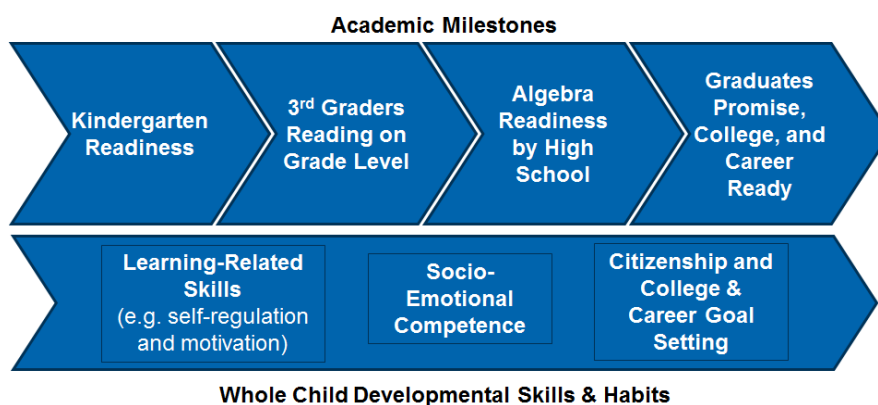 Academic Milestones
Kindergarten
Readiness
3rd Graders
Reading on
Grade Level
Algebra
Readiness
by High
School
Graduates
Promise,
College, and
Career
Ready
Learning-Related
Skills
(e.g. self-regulation
and motivation)
Socio-
Emotional
Competence
Citizenship and
College &
Career Goal
Setting
Whole Child Developmental Skills & Habits